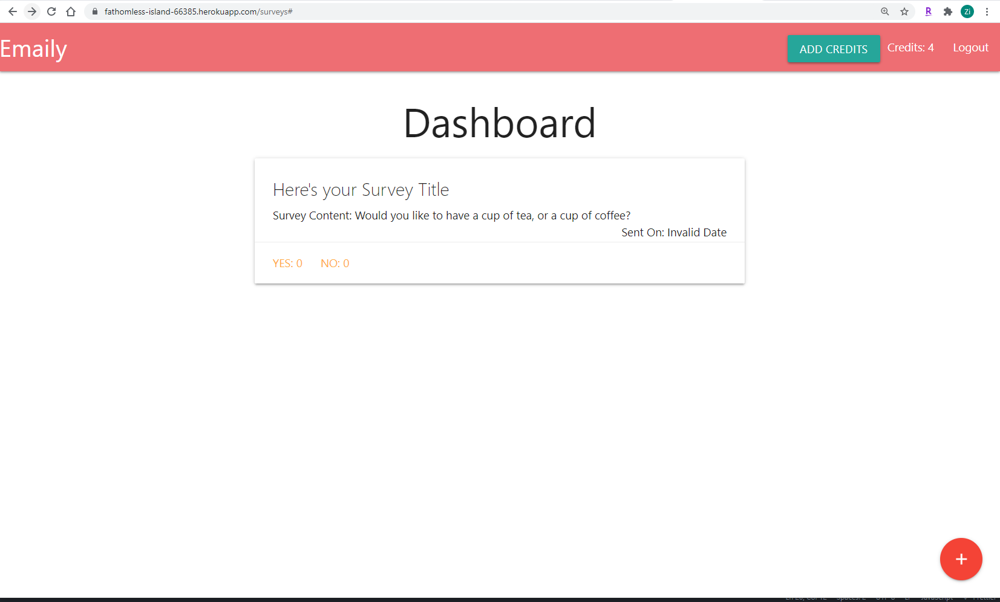 fathomless-island-66385.herokuapp.com/surveys#
R
Zi
Emaily
ADD CREDITS
Credits: 4
Logout
Dashboard
Here's your Survey Title
Survey Content: Would you like to have a cup of tea, or a cup of coffee?
Sent On: Invalid Date
YES: 0 NO: 0
+